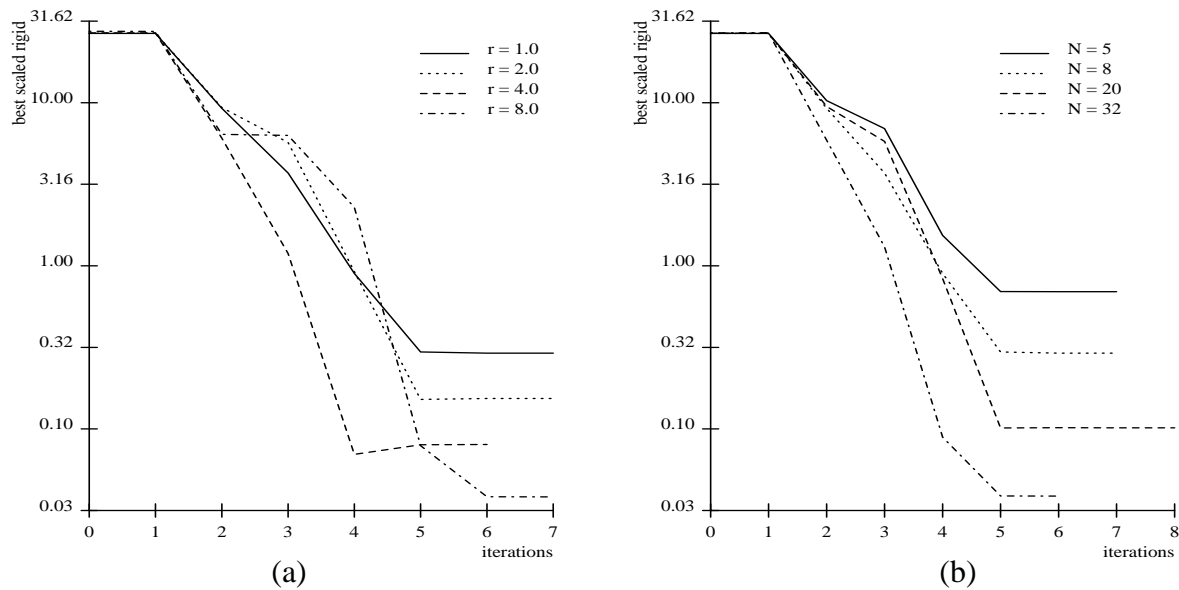 best scaled rigid
31.62
10.00
3.16
1.00
0.32
0.10
0.03
0 1 2 3 4 5 6 7
iterations
r = 1.0
r = 2.0
r = 4.0
r = 8.0
(a)
best scaled rigid
31.62
10.00
3.16
1.00
0.32
0.10
0.03
0 1 2 3 4 5 6 7 8
iterations
N = 5
N = 8
N = 20
N = 32
(b)